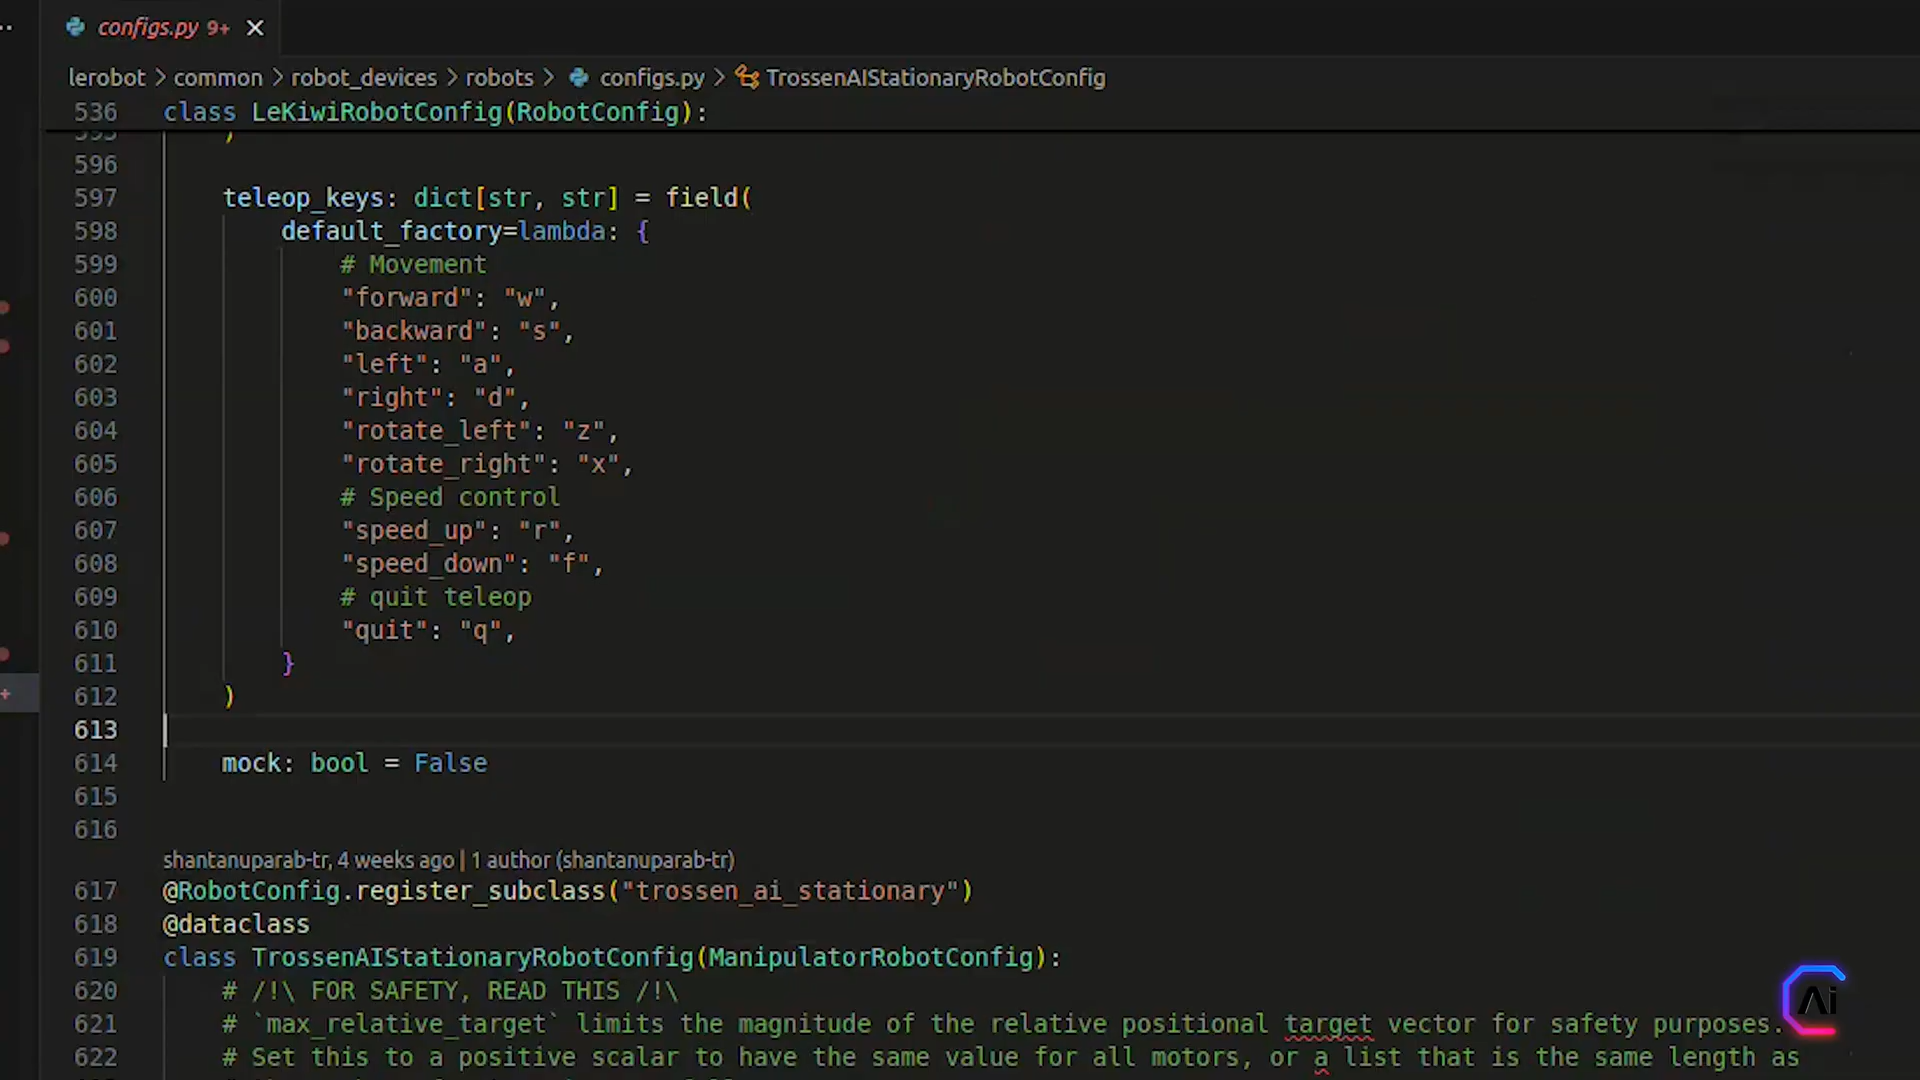 configs.py 9+
lerobot > common > robot_devices > robots > configs.py > TrossenAIStationaryRobotConfig
536 class LeKiwiRobotConfig(RobotConfig):
595 )
596
597 teleop_keys: dict[str, str] = field(
598 default_factory=lambda: {
599 # Movement
600 "forward": "w",
601 "backward": "s",
602 "left": "a",
603 "right": "d",
604 "rotate_left": "z",
605 "rotate_right": "x",
606 # Speed control
607 "speed_up": "r",
608 "speed_down": "f",
609 # quit teleop
610 "quit": "q",
611 }
612 )
613
614 mock: bool = False
615
616
shantanuparab-tr, 4 weeks ago | 1 author (shantanuparab-tr)
617 @RobotConfig.register_subclass("trossen_ai_stationary")
618 @dataclass
619 class TrossenAIStationaryRobotConfig(ManipulatorRobotConfig):
620 # /!\ FOR SAFETY, READ THIS /!\
621 # `max_relative_target` limits the magnitude of the relative positional target vector for safety purposes.
622 # Set this to a positive scalar to have the same value for all motors, or a list that is the same length as
Ai